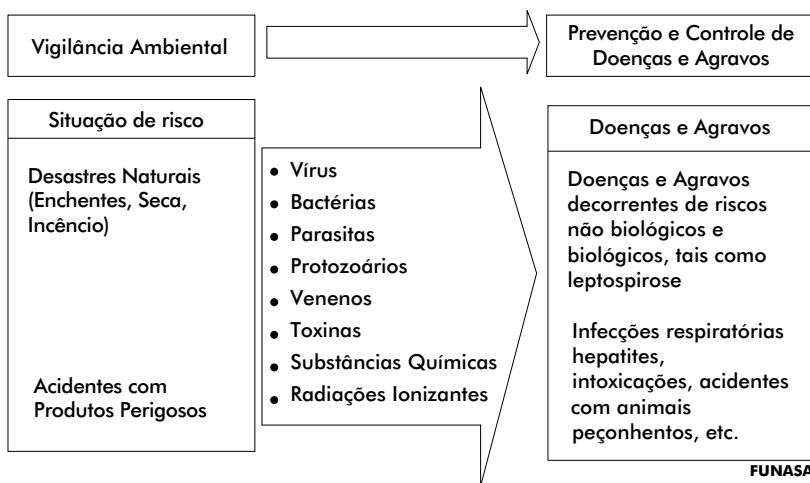 Vigilância Ambiental
Prevenção e Controle de
Doenças e Agravos
Situação de risco
Desastres Naturais
(Enchentes, Seca,
Incêncio)
Acidentes com
Produtos Perigosos
• Vírus
• Bactérias
• Parasitas
• Protozoários
• Venenos
• Toxinas
• Substâncias Químicas
• Radiações Ionizantes
Doenças e Agravos
Doenças e Agravos
decorrentes de riscos
não biológicos e
biológicos, tais como
leptospirose
Infecções respiratórias
hepatites,
intoxicações, acidentes
com animais
peçonhentos, etc.
FUNASA